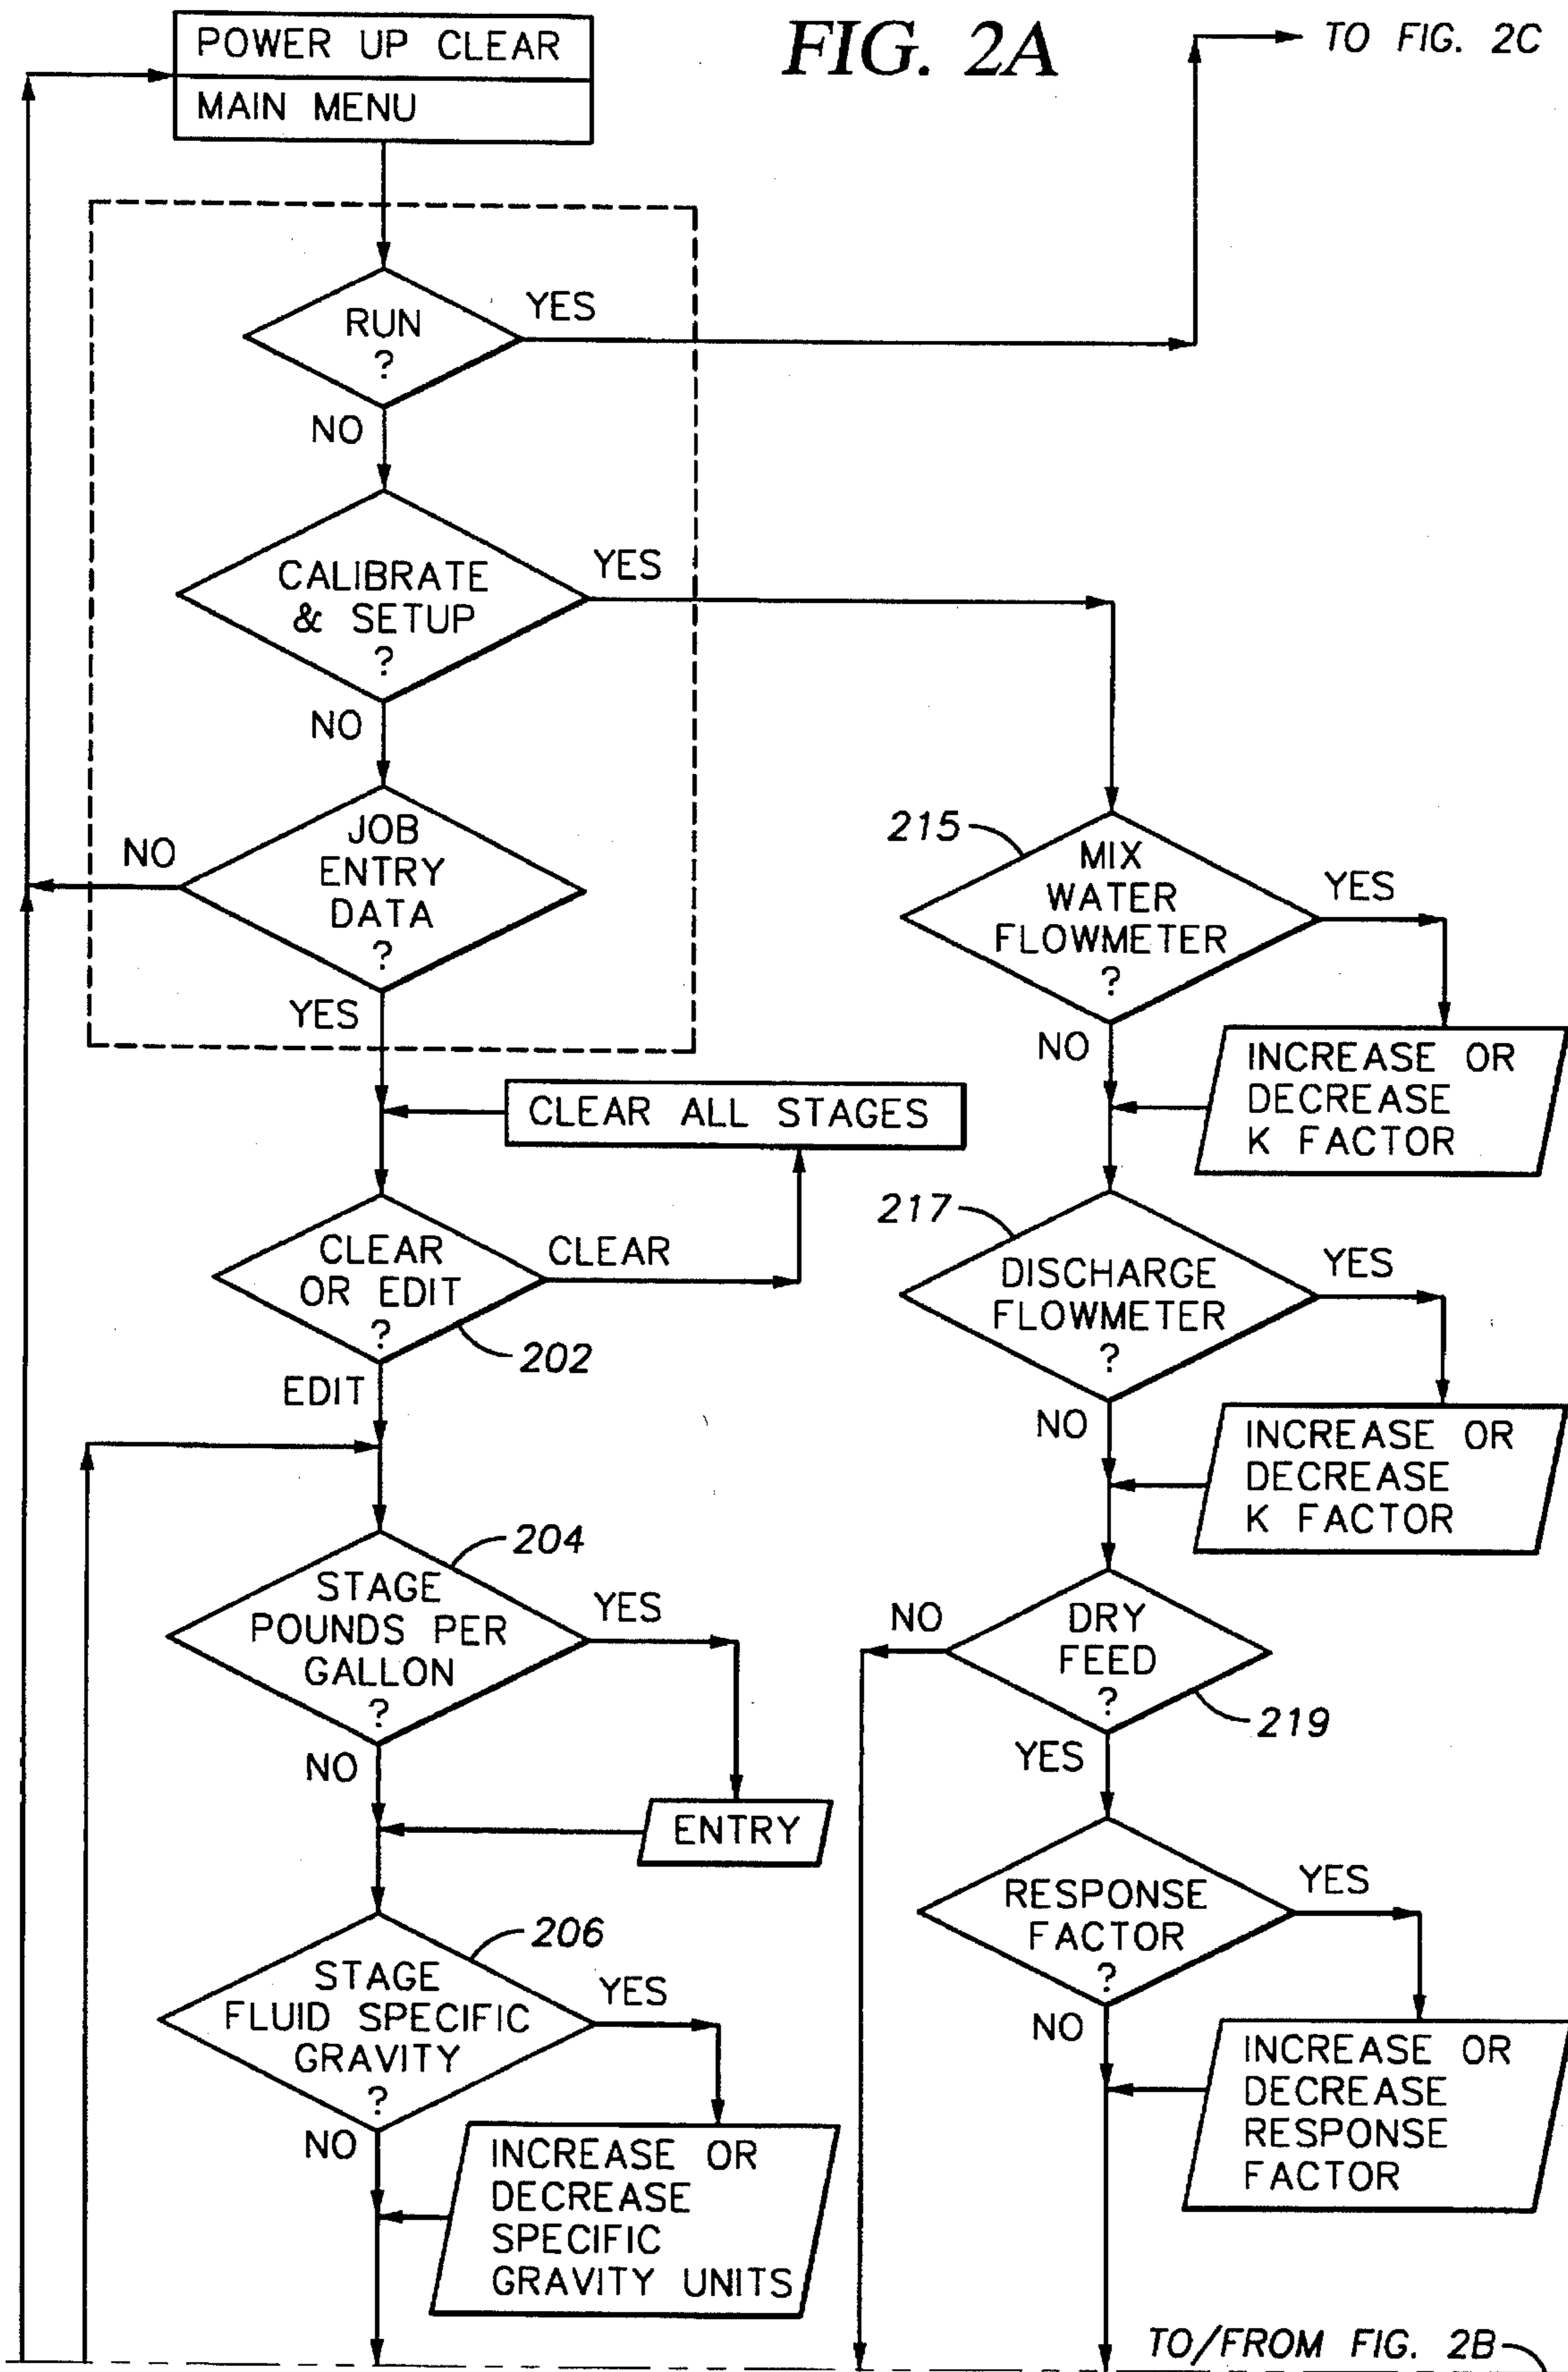 FIG. 2A
TO FIG. 2C
POWER UP CLEAR
MAIN MENU
RUN
?
YES
NO
CALIBRATE
& SETUP
?
YES
NO
JOB
ENTRY
DATA
?
NO
YES
CLEAR ALL STAGES
CLEAR
OR EDIT
?
CLEAR
202
EDIT
STAGE
POUNDS PER
GALLON
?
204
YES
NO
ENTRY
STAGE
FLUID SPECIFIC
GRAVITY
?
206
YES
NO
INCREASE OR
DECREASE
SPECIFIC
GRAVITY UNITS
215
MIX
WATER
FLOWMETER
?
YES
NO
INCREASE OR
DECREASE
K FACTOR
217
DISCHARGE
FLOWMETER
?
YES
NO
INCREASE OR
DECREASE
K FACTOR
DRY
FEED
?
NO
219
YES
RESPONSE
FACTOR
?
YES
NO
INCREASE OR
DECREASE
RESPONSE
FACTOR
TO/FROM FIG. 2B